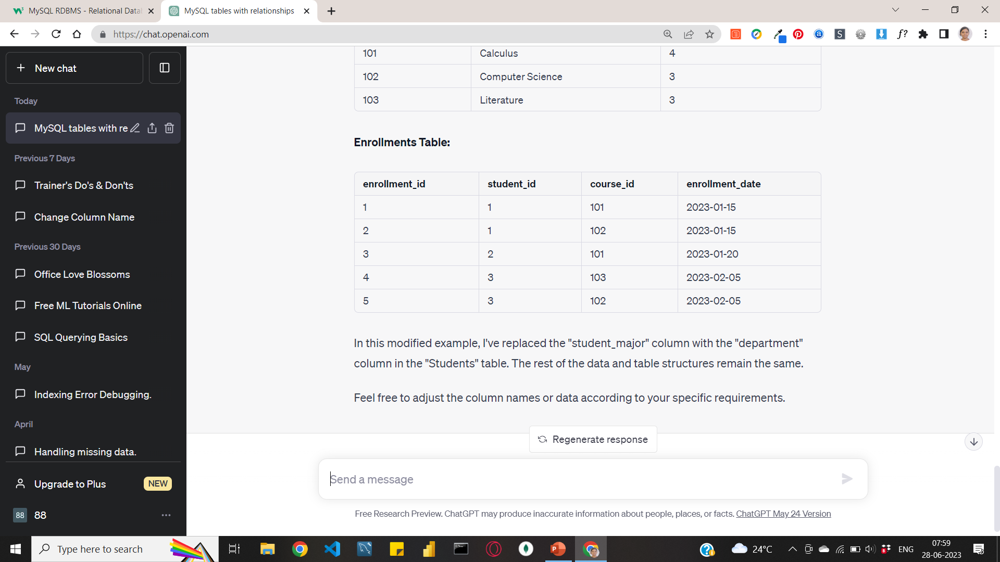 MySQL RDBMS - Relational Data
MySQL tables with relationships
https://chat.openai.com
New chat
Today
MySQL tables with re
Previous 7 Days
Trainer's Do's & Don'ts
Change Column Name
Previous 30 Days
Office Love Blossoms
Free ML Tutorials Online
SQL Querying Basics
May
Indexing Error Debugging.
April
Handling missing data.
Upgrade to Plus NEW
88 88
101 Calculus 4
102 Computer Science 3
103 Literature 3
Enrollments Table:
enrollment_id student_id course_id enrollment_date
1 1 101 2023-01-15
2 1 102 2023-01-15
3 2 101 2023-01-20
4 3 103 2023-02-05
5 3 102 2023-02-05
In this modified example, I've replaced the "student_major" column with the "department"
column in the "Students" table. The rest of the data and table structures remain the same.
Feel free to adjust the column names or data according to your specific requirements.
Regenerate response
Send a message
Free Research Preview. ChatGPT may produce inaccurate information about people, places, or facts. ChatGPT May 24 Version
Type here to search
24°C
ENG
07:59
28-06-2023